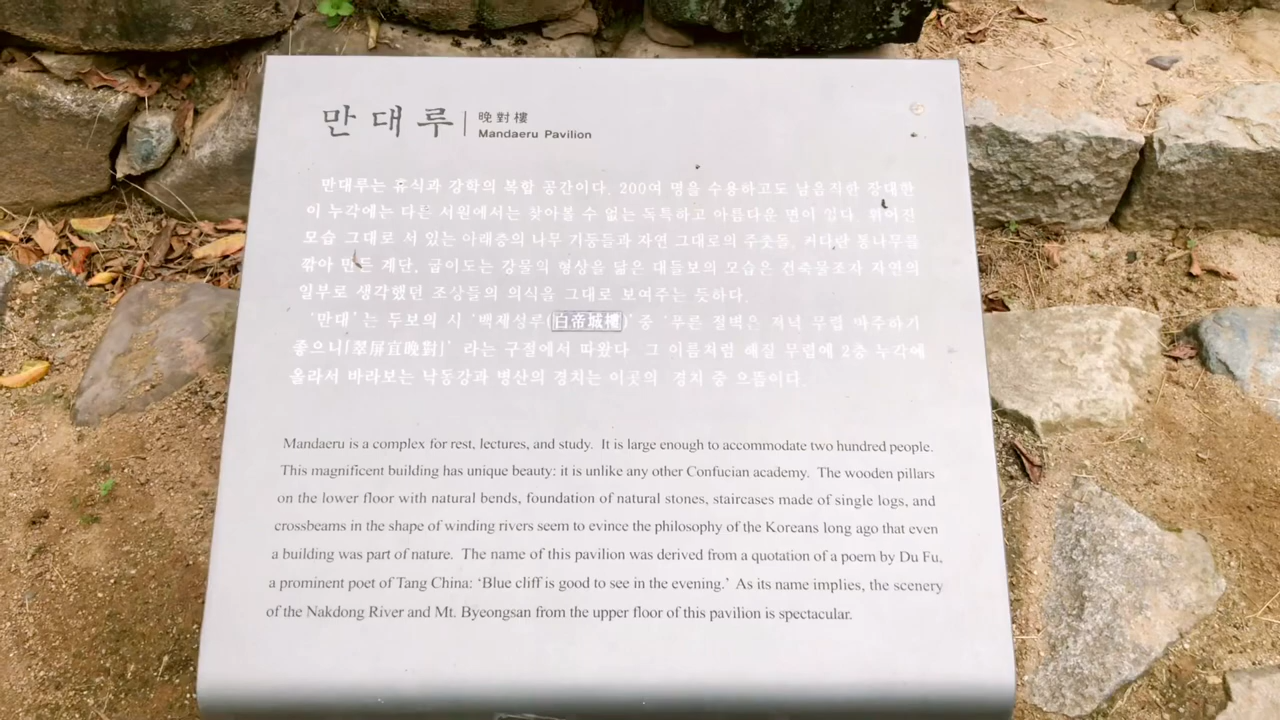 만대루 晩對樓
Mandaeru Pavilion
만대루는 휴식과 강학의 복합 공간이다. 200여 명을 수용하고도 남음직한 장대한
이 누각에는 다른 서원에서는 찾아볼 수 없는 독특하고 아름다운 면이 있다. 휘어진
모습 그대로 서 있는 아래층의 나무 기둥들과 자연 그대로의 주춧돌, 커다란 통나무를
깎아 만든 계단, 굽이도는 강물의 형상을 닮은 대들보의 모습은 건축물조차 자연의
일부로 생각했던 조상들의 의식을 그대로 보여주는 듯하다.
‘만대’는 두보의 시 ‘백제성루(白帝城樓)’ 중 ‘푸른 절벽은 저녁 무렵 마주하기
좋으니「翠屛宜晩對」’ 라는 구절에서 따왔다. 그 이름처럼 해질 무렵에 2층 누각에
올라서 바라보는 낙동강과 병산의 경치는 이곳의 경치 중 으뜸이다.
Mandaeru is a complex for rest, lectures, and study. It is large enough to accommodate two hundred people.
This magnificent building has unique beauty: it is unlike any other Confucian academy. The wooden pillars
on the lower floor with natural bends, foundation of natural stones, staircases made of single logs, and
crossbeams in the shape of winding rivers seem to evince the philosophy of the Koreans long ago that even
a building was part of nature. The name of this pavilion was derived from a quotation of a poem by Du Fu,
a prominent poet of Tang China: ‘Blue cliff is good to see in the evening.’ As its name implies, the scenery
of the Nakdong River and Mt. Byeongsan from the upper floor of this pavilion is spectacular.